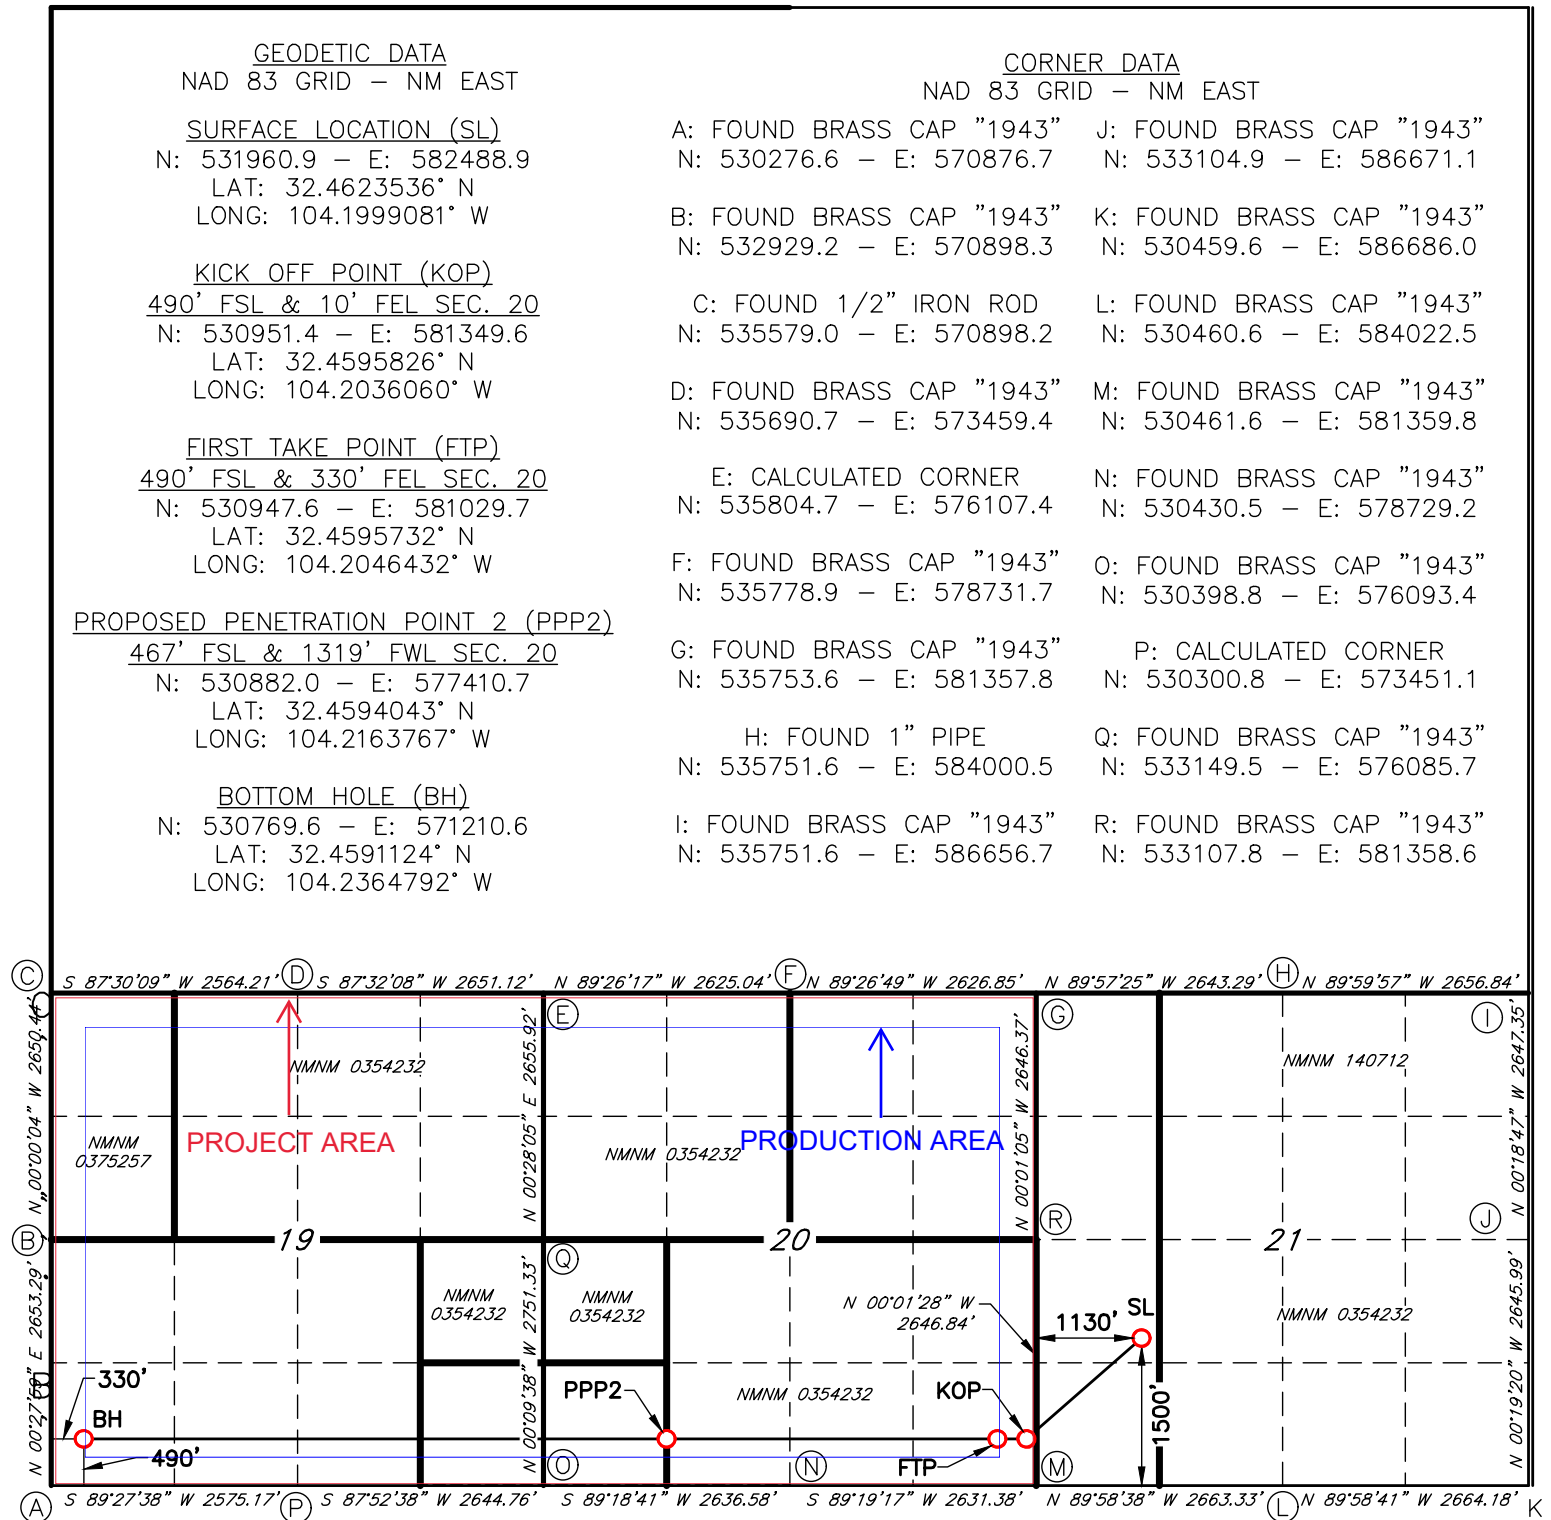 GEODETIC DATA
NAD 83 GRID – NM EAST
SURFACE LOCATION (SL)
N: 531960.9 – E: 582488.9
LAT: 32.4623536° N
LONG: 104.1999081° W
KICK OFF POINT (KOP)
490' FSL & 10' FEL SEC. 20
N: 530951.4 – E: 581349.6
LAT: 32.4595826° N
LONG: 104.2036060° W
FIRST TAKE POINT (FTP)
490' FSL & 330' FEL SEC. 20
N: 530947.6 – E: 581029.7
LAT: 32.4595732° N
LONG: 104.2046432° W
PROPOSED PENETRATION POINT 2 (PPP2)
467' FSL & 1319' FWL SEC. 20
N: 530882.0 – E: 577410.7
LAT: 32.4594043° N
LONG: 104.2163767° W
BOTTOM HOLE (BH)
N: 530769.6 – E: 571210.6
LAT: 32.4591124° N
LONG: 104.2364792° W
CORNER DATA
NAD 83 GRID – NM EAST
A: FOUND BRASS CAP "1943"
N: 530276.6 – E: 570876.7
B: FOUND BRASS CAP "1943"
N: 532929.2 – E: 570898.3
C: FOUND 1/2" IRON ROD
N: 535579.0 – E: 570898.2
D: FOUND BRASS CAP "1943"
N: 535690.7 – E: 573459.4
E: CALCULATED CORNER
N: 535804.7 – E: 576107.4
F: FOUND BRASS CAP "1943"
N: 535778.9 – E: 578731.7
G: FOUND BRASS CAP "1943"
N: 535753.6 – E: 581357.8
H: FOUND 1" PIPE
N: 535751.6 – E: 584000.5
I: FOUND BRASS CAP "1943"
N: 535751.6 – E: 586656.7
J: FOUND BRASS CAP "1943"
N: 533104.9 – E: 586671.1
K: FOUND BRASS CAP "1943"
N: 530459.6 – E: 586686.0
L: FOUND BRASS CAP "1943"
N: 530460.6 – E: 584022.5
M: FOUND BRASS CAP "1943"
N: 530461.6 – E: 581359.8
N: FOUND BRASS CAP "1943"
N: 530430.5 – E: 578729.2
O: FOUND BRASS CAP "1943"
N: 530398.8 – E: 576093.4
P: CALCULATED CORNER
N: 530300.8 – E: 573451.1
Q: FOUND BRASS CAP "1943"
N: 533149.5 – E: 576085.7
R: FOUND BRASS CAP "1943"
N: 533107.8 – E: 581358.6
C
S 87°30'09" W 2564.21'
D
S 87°32'08" W 2651.12'
N 89°26'17" W 2625.04'
F
N 89°26'49" W 2626.85'
N 89°57'25" W 2643.29'
H
N 89°59'57" W 2656.84'
E
G
I
N 00°00'04" W 2650.44'
N 00°28'05" E 2655.92'
N 00°01'05" W 2646.37'
N 00°18'47" W 2647.35'
NMNM 0354232
NMNM 140712
NMNM
0375257
PROJECT AREA
NMNM 0354232
PRODUCTION AREA
B
19
20
R
21
J
Q
N 00°27'59" E 2653.29'
N 00°09'38" W 2751.33'
N 00°19'20" W 2645.99'
NMNM
0354232
NMNM
0354232
N 00°01'28" W
2646.84'
1130'
SL
NMNM 0354232
330'
BH
PPP2
NMNM 0354232
KOP
1500'
490'
O
N
FTP
M
A
S 89°27'38" W 2575.17'
P
S 87°52'38" W 2644.76'
S 89°18'41" W 2636.58'
S 89°19'17" W 2631.38'
N 89°58'38" W 2663.33'
L
N 89°58'41" W 2664.18'
K